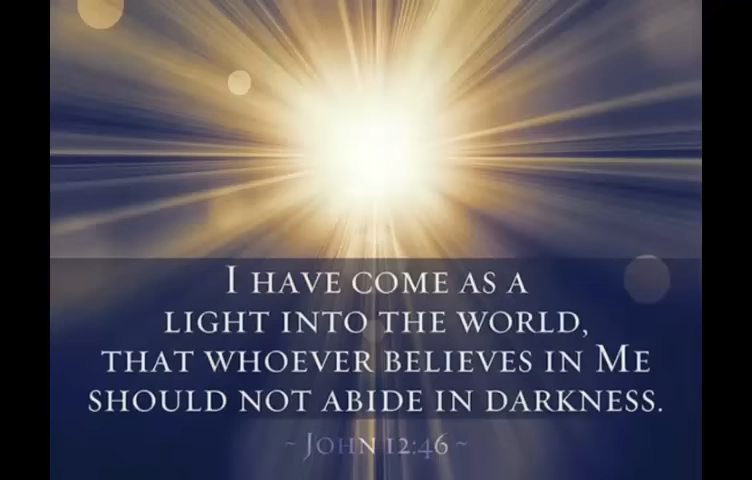 I HAVE COME AS A
LIGHT INTO THE WORLD,
THAT WHOEVER BELIEVES IN ME
SHOULD NOT ABIDE IN DARKNESS.
~ JOHN 12:46 ~